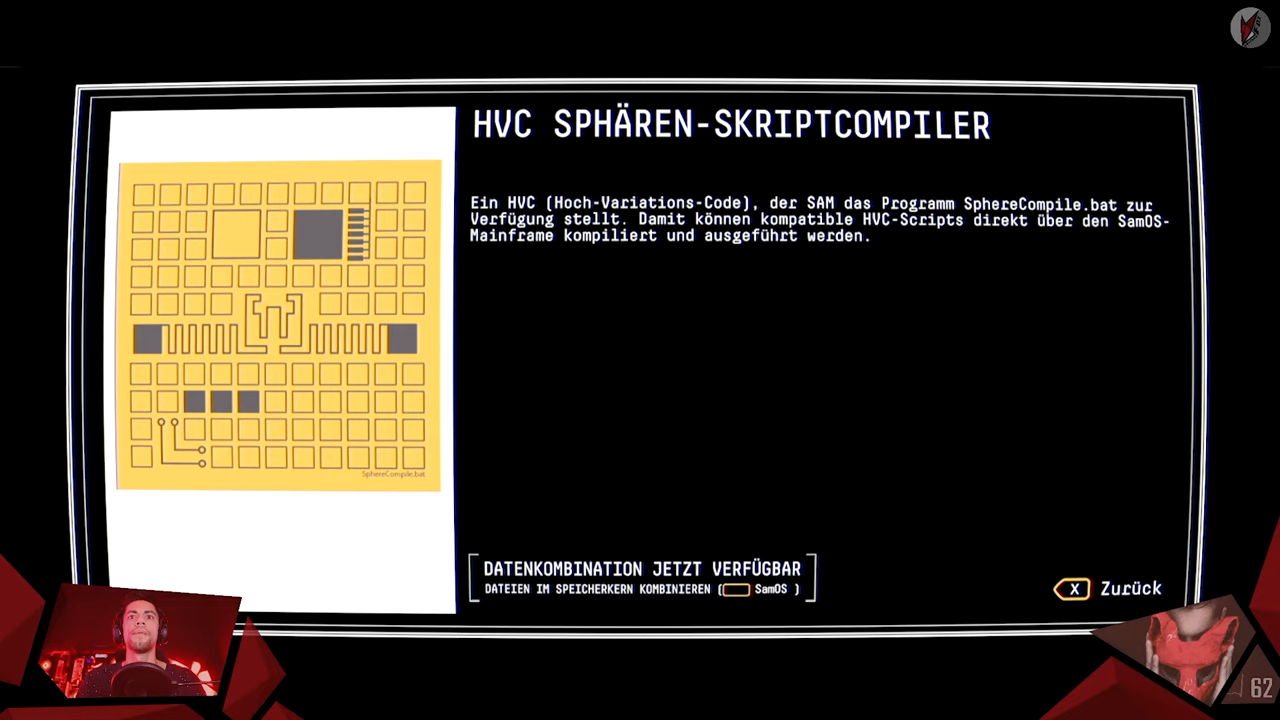 HVC SPHÄREN-SKRIPTCOMPILER
Ein HVC (Hoch-Variations-Code), der SAM das Programm SphereCompile.bat zur
Verfügung stellt. Damit können kompatible HVC-Scripts direkt über den SamOS-
Mainframe kompiliert und ausgeführt werden.
SphereCompile.bat
DATENKOMBINATION JETZT VERFÜGBAR
DATEIEN IM SPEICHERKERN KOMBINIEREN ( SamOS )
X Zurück
62